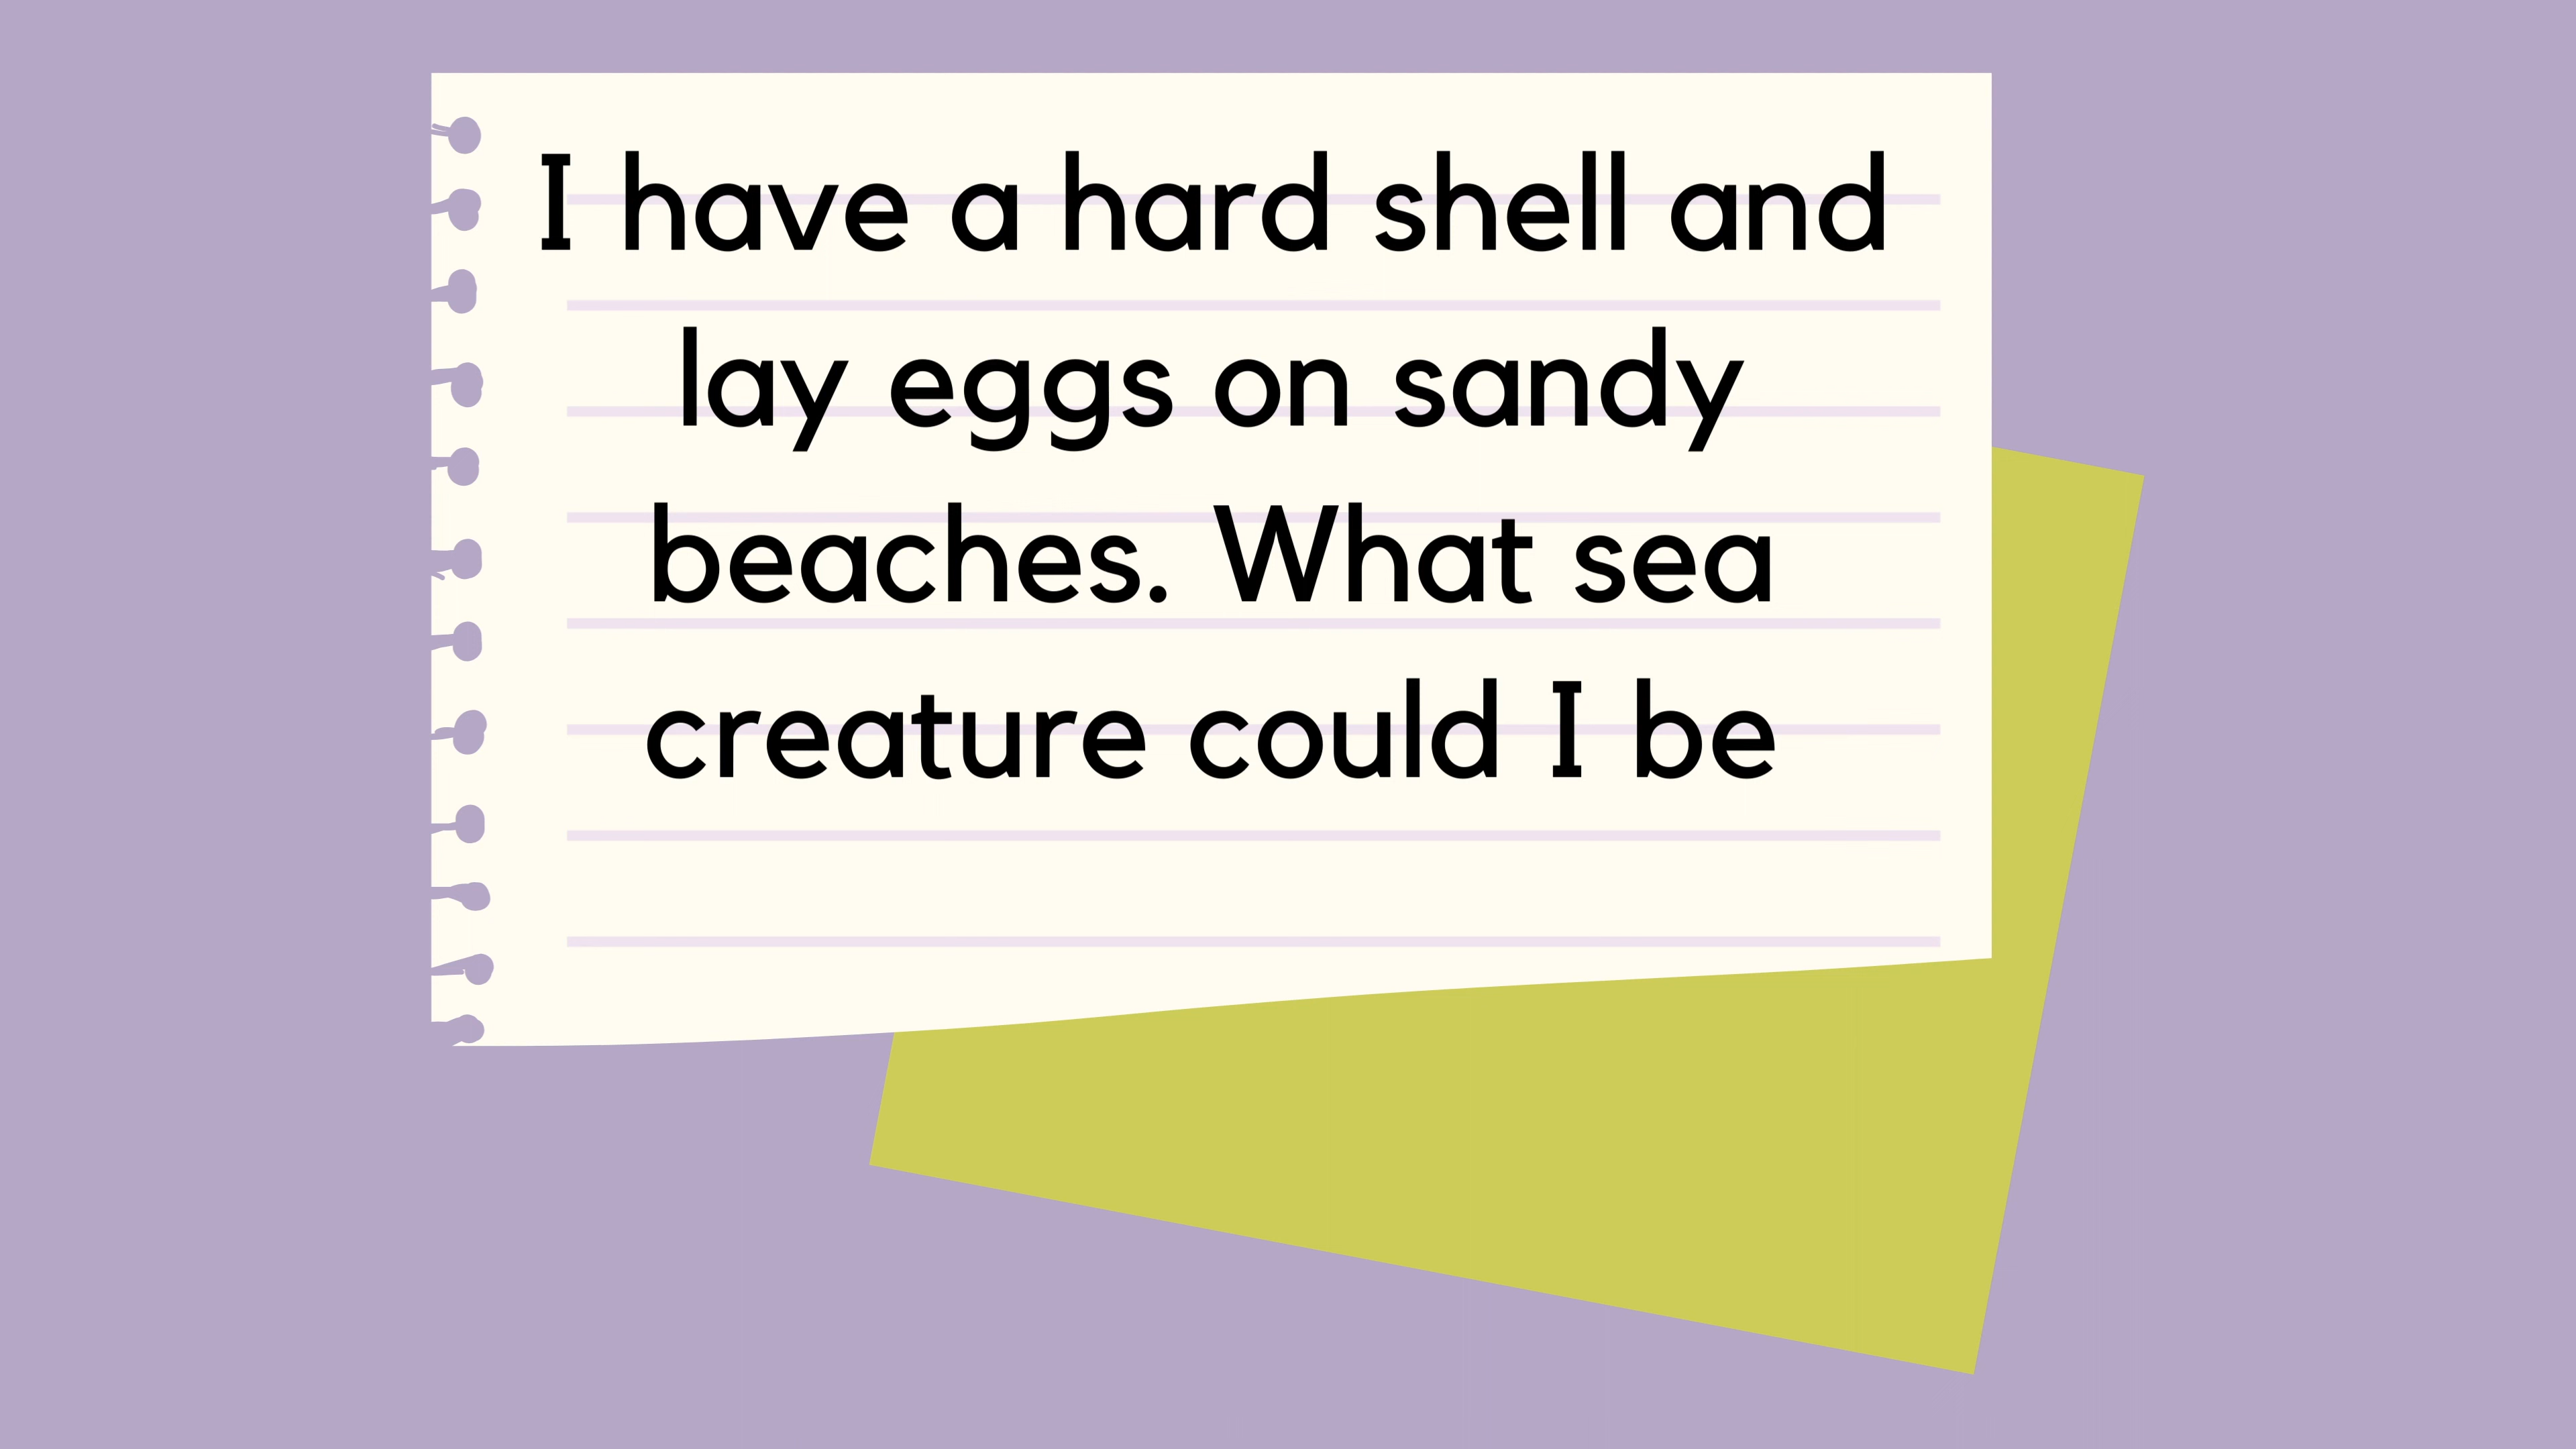 I have a hard shell and
lay eggs on sandy
beaches. What sea
creature could I be